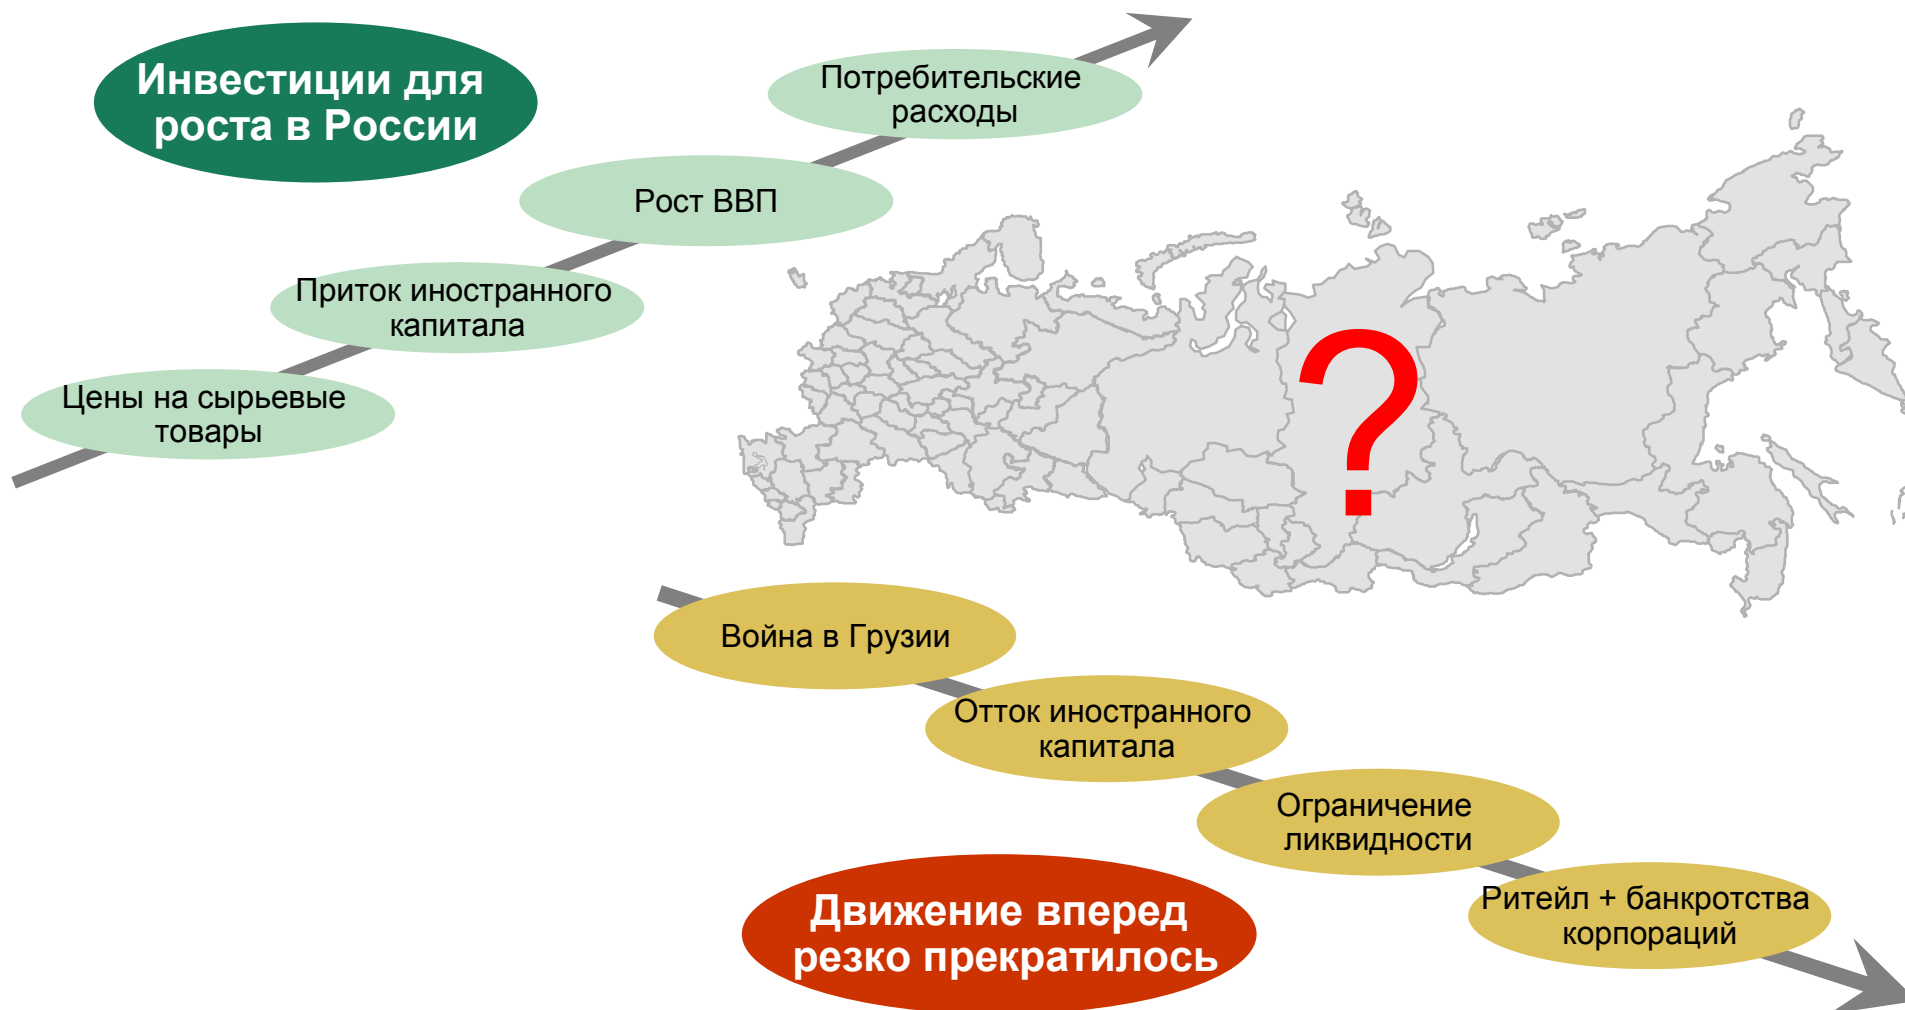 Инвестиции для
роста в России
Потребительские
расходы
Рост ВВП
Приток иностранного
капитала
Цены на сырьевые
товары
?
Война в Грузии
Отток иностранного
капитала
Ограничение
ликвидности
Ритейл + банкротства
корпораций
Движение вперед
резко прекратилось